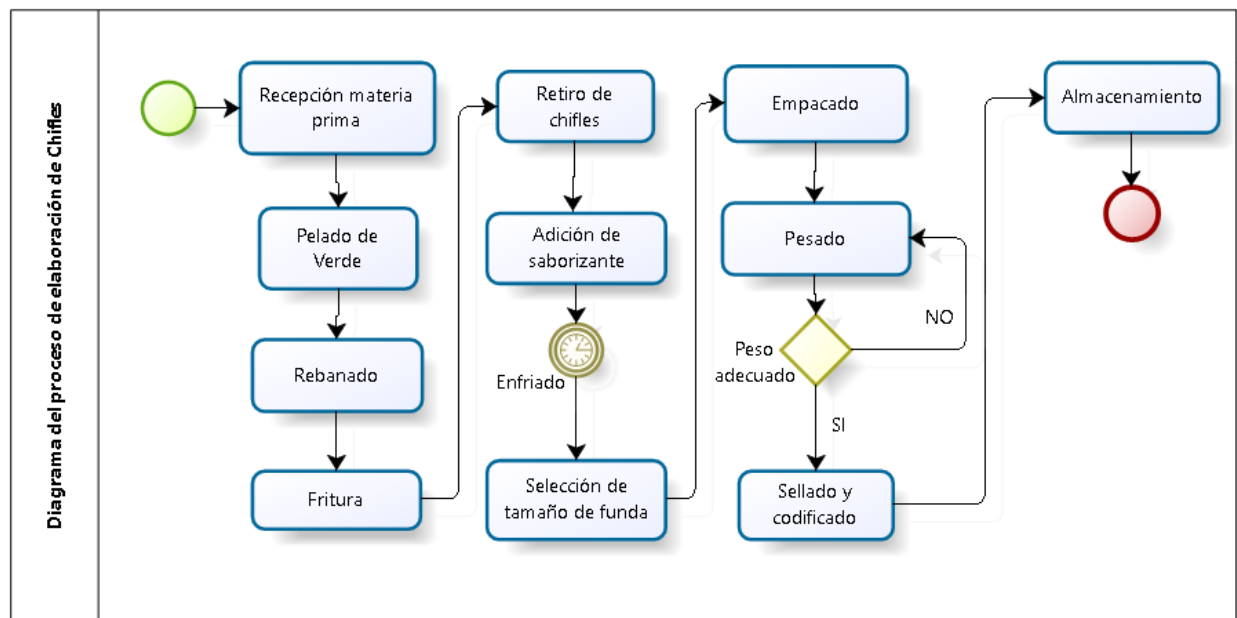 Diagrama del proceso de elaboración de Chifles
Recepción materia
prima
Pelado de
Verde
Rebanado
Fritura
Retiro de
chifles
Adición de
saborizante
Enfriado
Selección de
tamaño de funda
Empacado
Pesado
Peso
adecuado
NO
SI
Sellado y
codificado
Almacenamiento